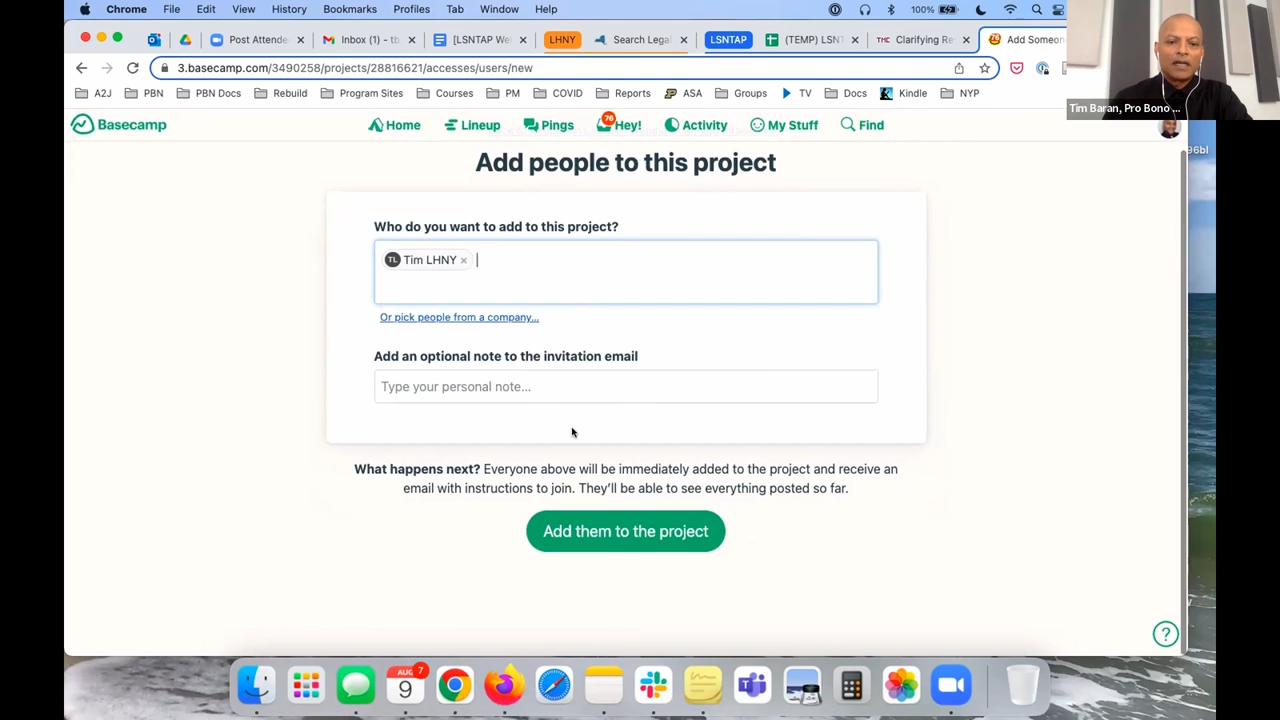 Chrome File Edit View History Bookmarks Profiles Tab Window Help 100%
Post Attende Inbox (1) - tb [LSNTAP We LHNY Search Legal LSNTAP (TEMP) LSNT THC Clarifying Re Add Someon
3.basecamp.com/3490258/projects/28816621/accesses/users/new
A2J PBN PBN Docs Rebuild Program Sites Courses PM COVID Reports ASA Groups TV Docs Kindle NYP
Tim Baran, Pro Bono ...
Basecamp Home Lineup Pings 76 Hey! Activity My Stuff Find
96bl
Add people to this project
Who do you want to add to this project?
TL Tim LHNY ×
Or pick people from a company...
Add an optional note to the invitation email
Type your personal note...
What happens next? Everyone above will be immediately added to the project and receive an
email with instructions to join. They'll be able to see everything posted so far.
Add them to the project
?
AUG 7
9